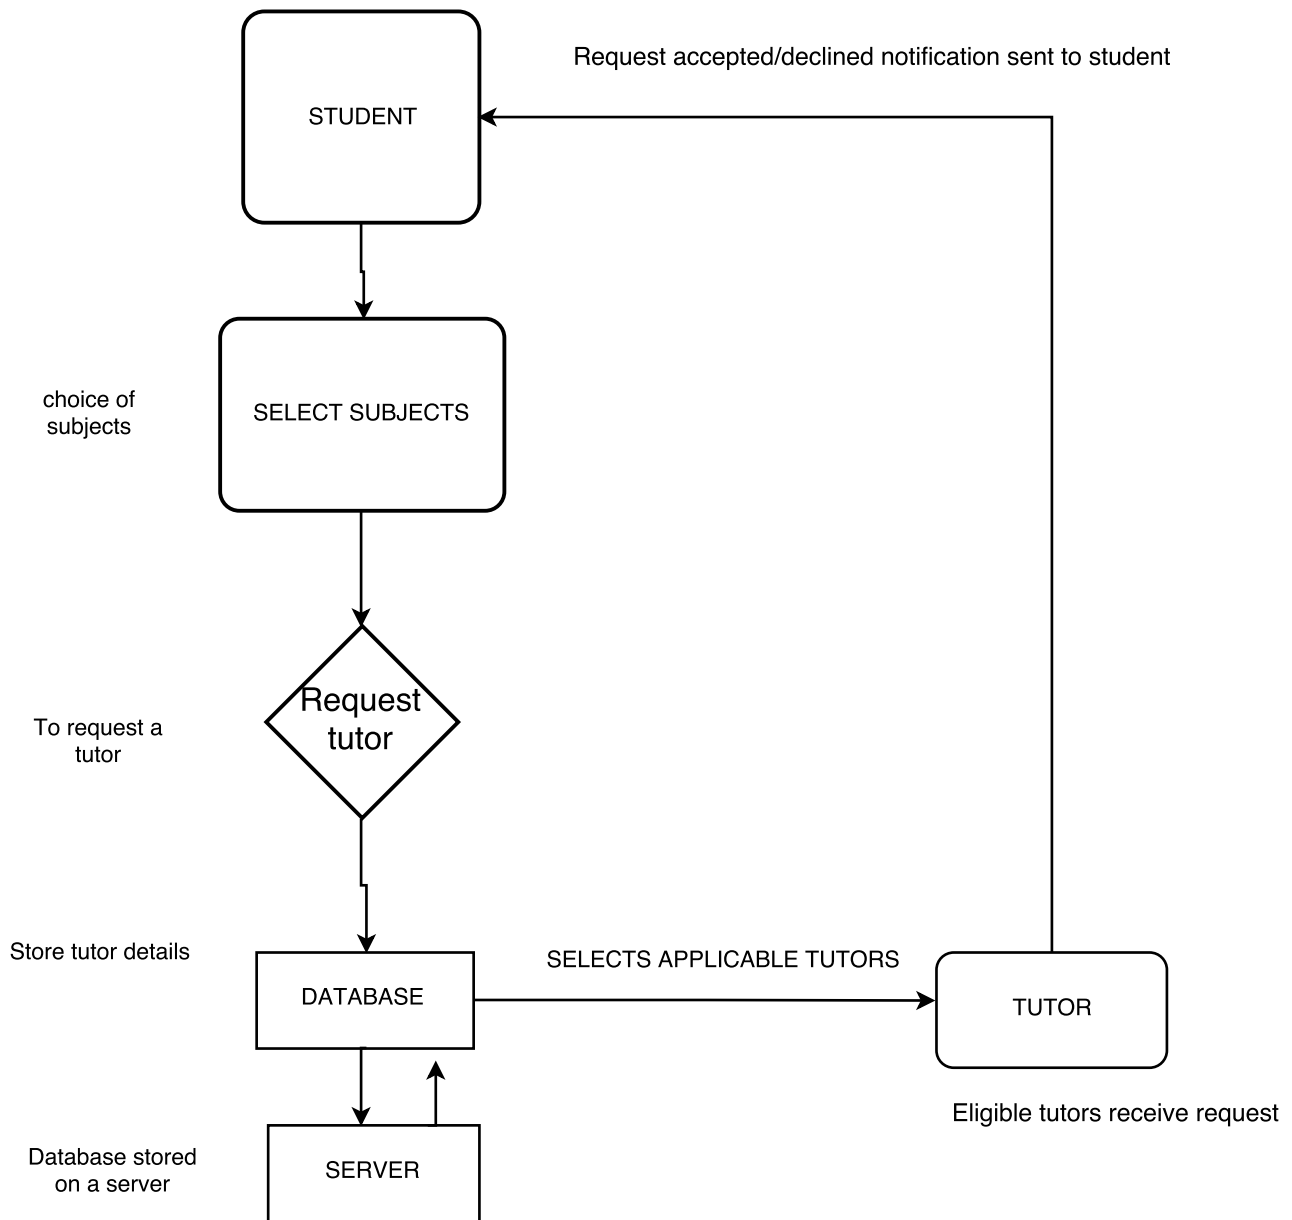 Request accepted/declined notification sent to student
STUDENT
choice of
subjects
SELECT SUBJECTS
Request
tutor
To request a
tutor
Store tutor details
SELECTS APPLICABLE TUTORS
DATABASE
TUTOR
Eligible tutors receive request
Database stored
on a server
SERVER